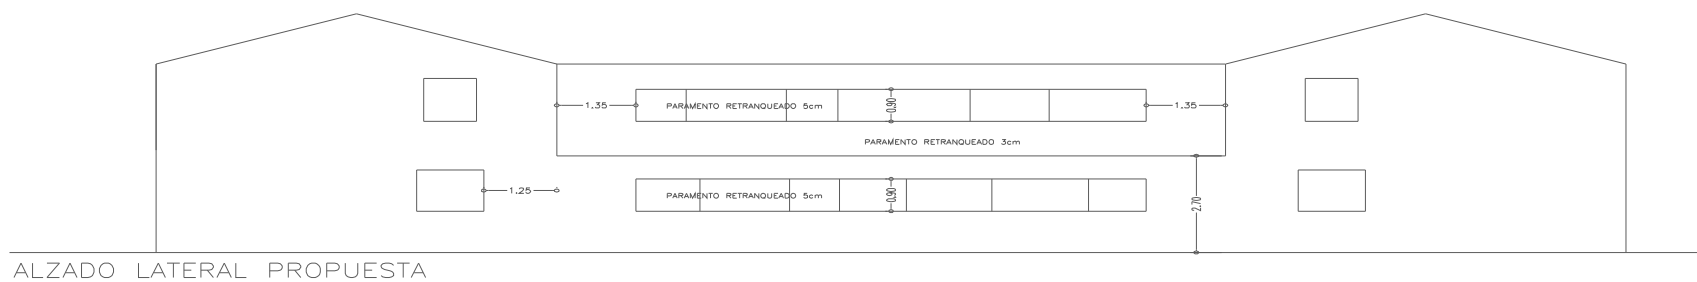 1.35
PARAMENTO RETRANQUEADO 5cm
0.90
1.35
PARAMENTO RETRANQUEADO 3cm
1.25
PARAMENTO RETRANQUEADO 5cm
0.90
2.70
ALZADO LATERAL PROPUESTA